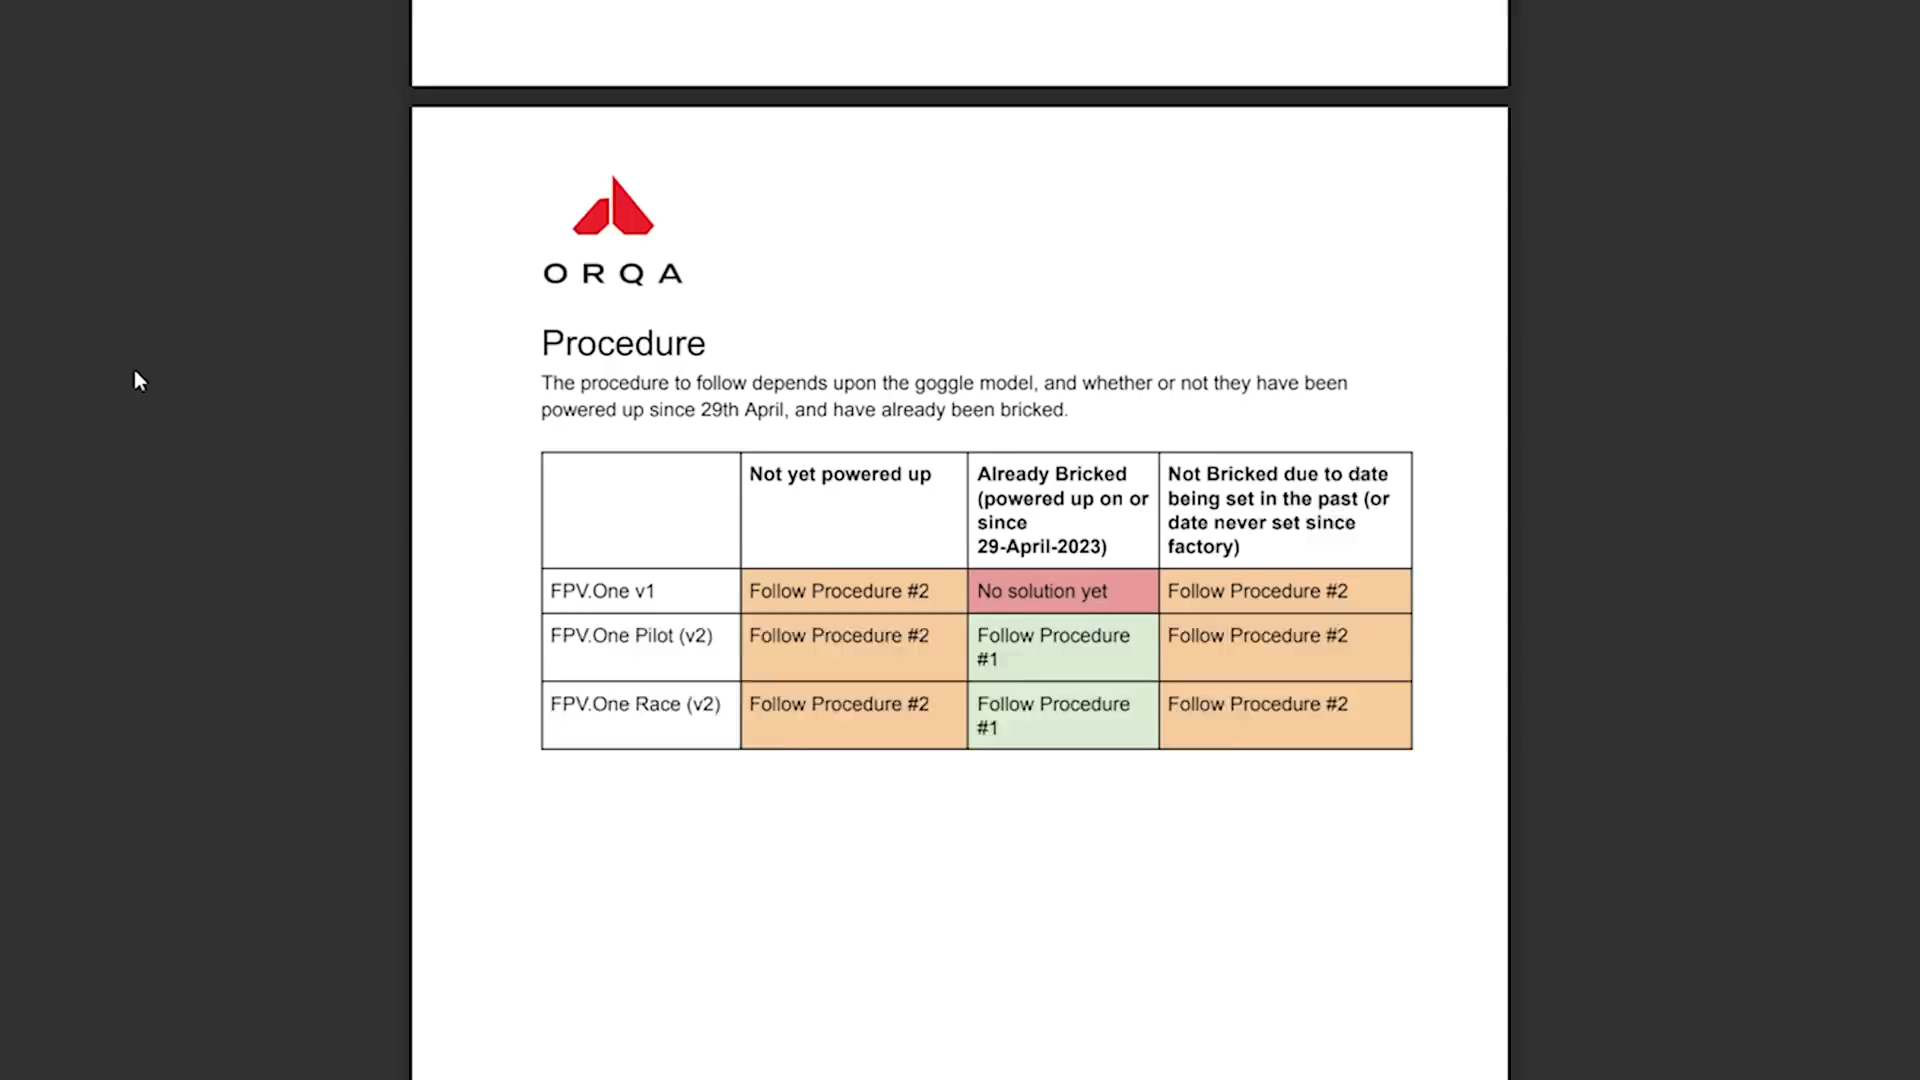 ORQA
Procedure
The procedure to follow depends upon the goggle model, and whether or not they have been
powered up since 29th April, and have already been bricked.
Not yet powered up
Already Bricked
(powered up on or
since
29-April-2023)
Not Bricked due to date
being set in the past (or
date never set since
factory)
FPV.One v1
Follow Procedure #2
No solution yet
Follow Procedure #2
FPV.One Pilot (v2)
Follow Procedure #2
Follow Procedure
#1
Follow Procedure #2
FPV.One Race (v2)
Follow Procedure #2
Follow Procedure
#1
Follow Procedure #2